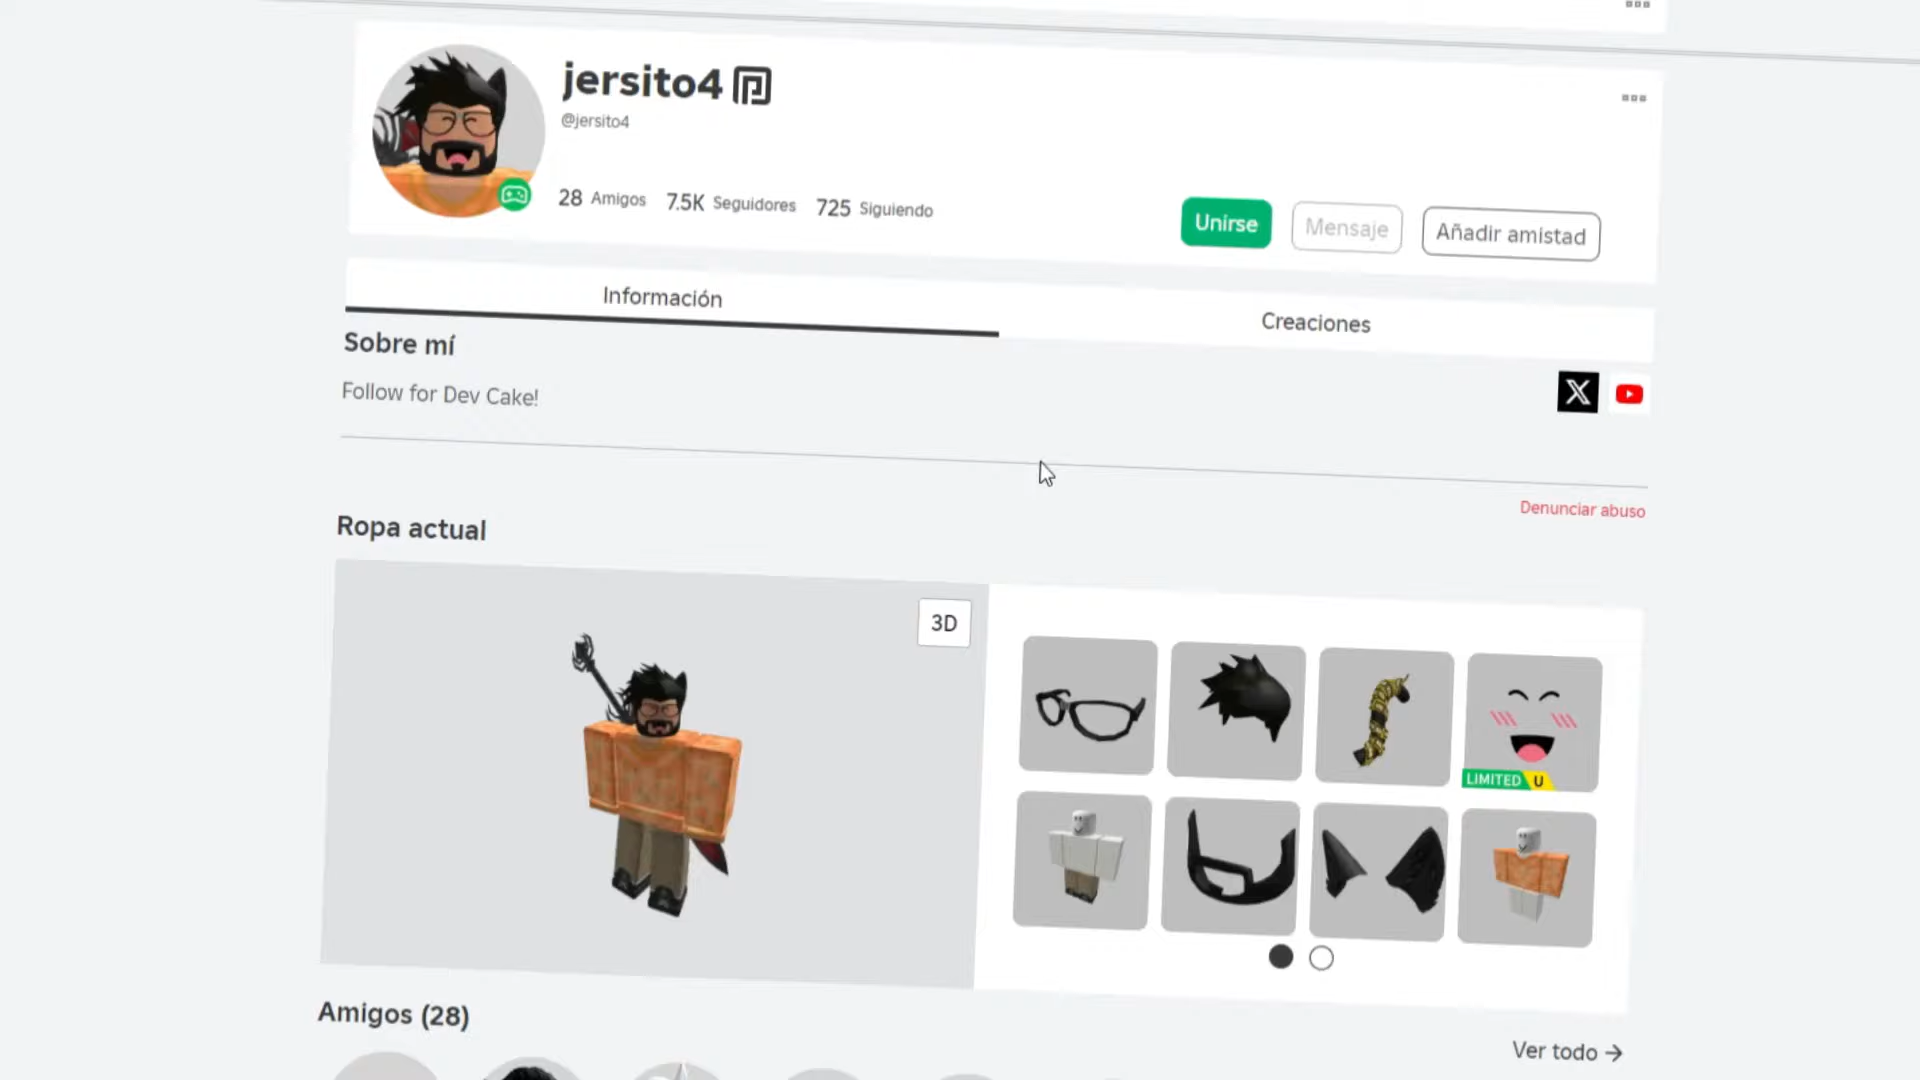 jersito4
@jersito4
28 Amigos 7.5K Seguidores 725 Siguiendo
Unirse Mensaje Añadir amistad
Información Creaciones
Sobre mí
Follow for Dev Cake!
X
Denunciar abuso
Ropa actual
3D
LIMITED U
Amigos (28)
Ver todo →